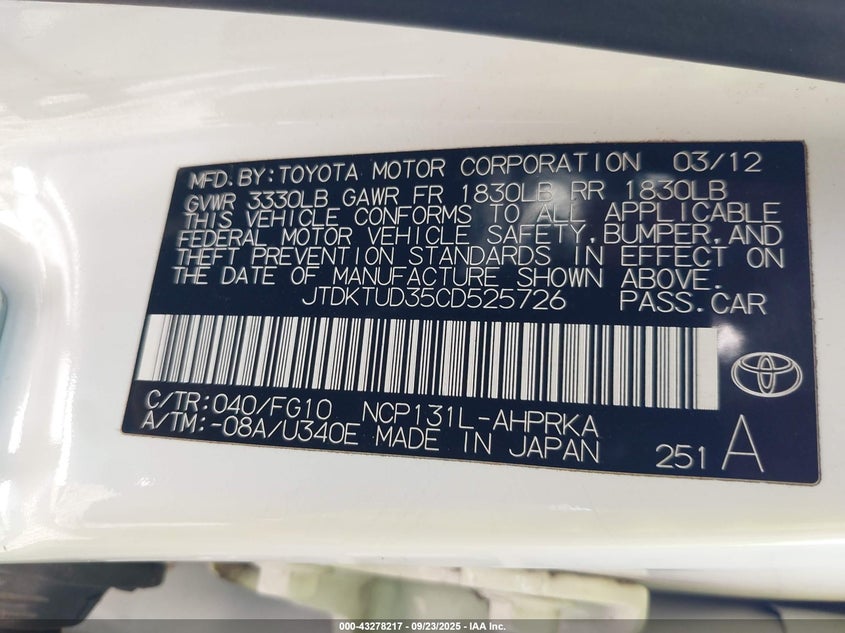 MFD.BY:TOYOTA MOTOR CORPORATION 03/12
GVWR 3330LB GAWR FR 1830LB RR 1830LB
THIS VEHICLE CONFORMS TO ALL APPLICABLE
FEDERAL MOTOR VEHICLE SAFETY,BUMPER,AND
THEFT PREVENTION STANDARDS IN EFFECT ON
THE DATE OF MANUFACTURE SHOWN ABOVE.
JTDKTUD35CD525726 PASS.CAR
C/TR:040/FG10 NCP131L-AHPRKA
A/TM:-08A/U340E MADE IN JAPAN 251 A
000-43278217 - 09/23/2025 - IAA Inc.